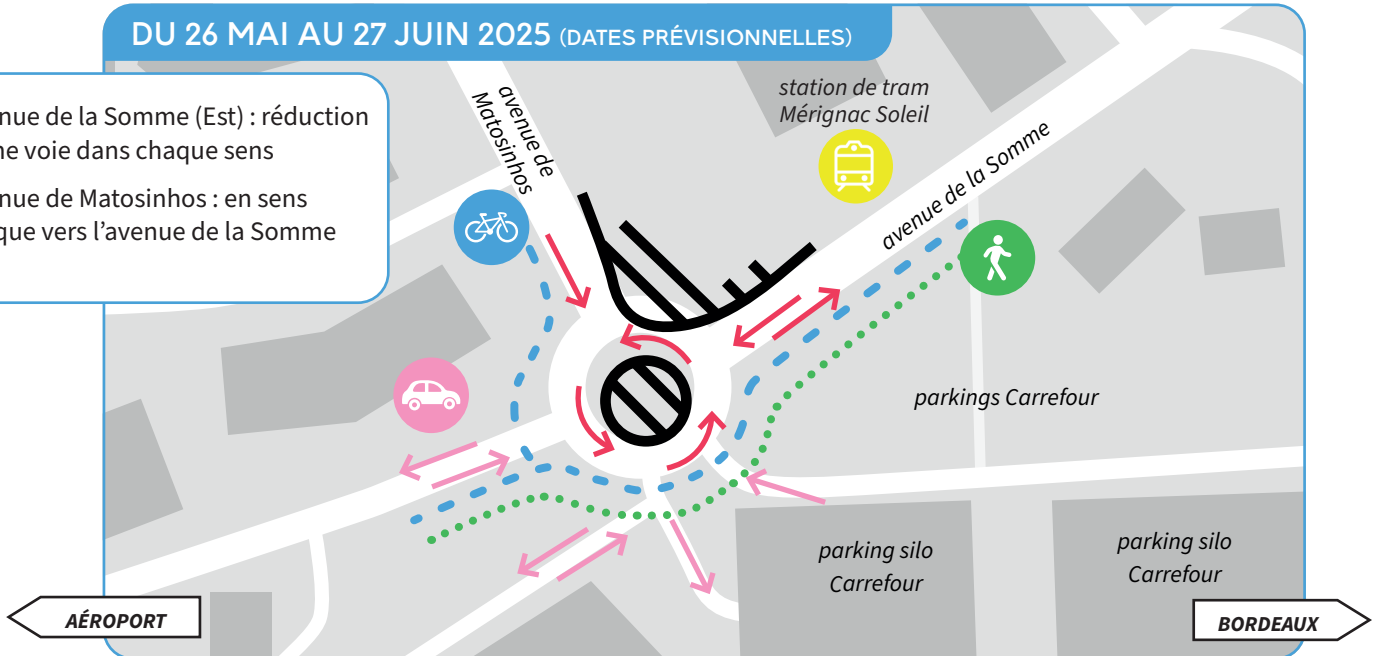 DU 26 MAI AU 27 JUIN 2025 (DATES PRÉVISIONNELLES)
nue de la Somme (Est) : réduction
ne voie dans chaque sens
nue de Matosinhos : en sens
que vers l’avenue de la Somme
avenue de
Matosinhos
station de tram
Mérignac Soleil
avenue de la Somme
parkings Carrefour
parking silo
Carrefour
parking silo
Carrefour
AÉROPORT
BORDEAUX